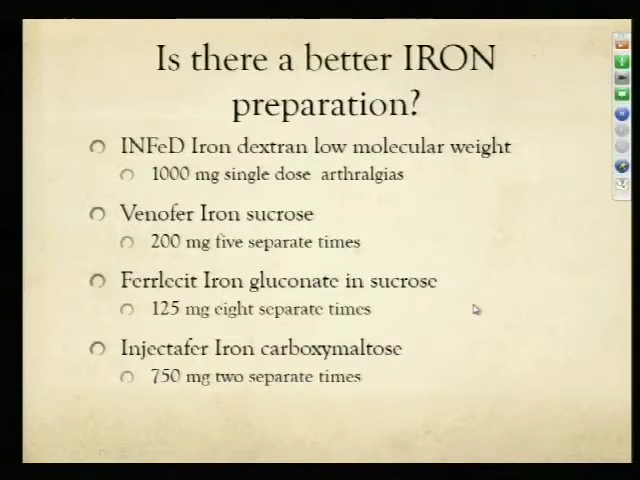 Is there a better IRON
preparation?
INFeD Iron dextran low molecular weight
1000 mg single dose arthralgias
Venofer Iron sucrose
200 mg five separate times
Ferrlecit Iron gluconate in sucrose
125 mg eight separate times
Injectafer Iron carboxymaltose
750 mg two separate times